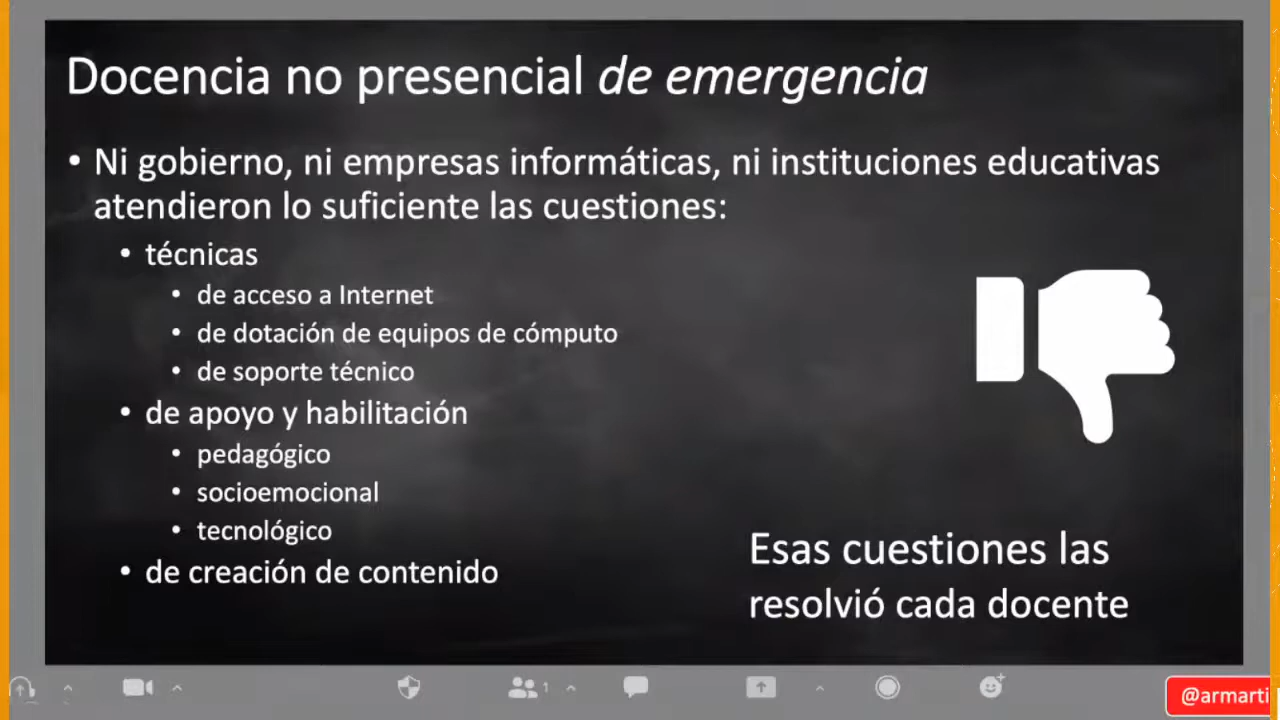 Docencia no presencial de emergencia
• Ni gobierno, ni empresas informáticas, ni instituciones educativas
atendieron lo suficiente las cuestiones:
• técnicas
• de acceso a Internet
• de dotación de equipos de cómputo
• de soporte técnico
• de apoyo y habilitación
• pedagógico
• socioemocional
• tecnológico
• de creación de contenido
Esas cuestiones las
resolvió cada docente
1
@armarti